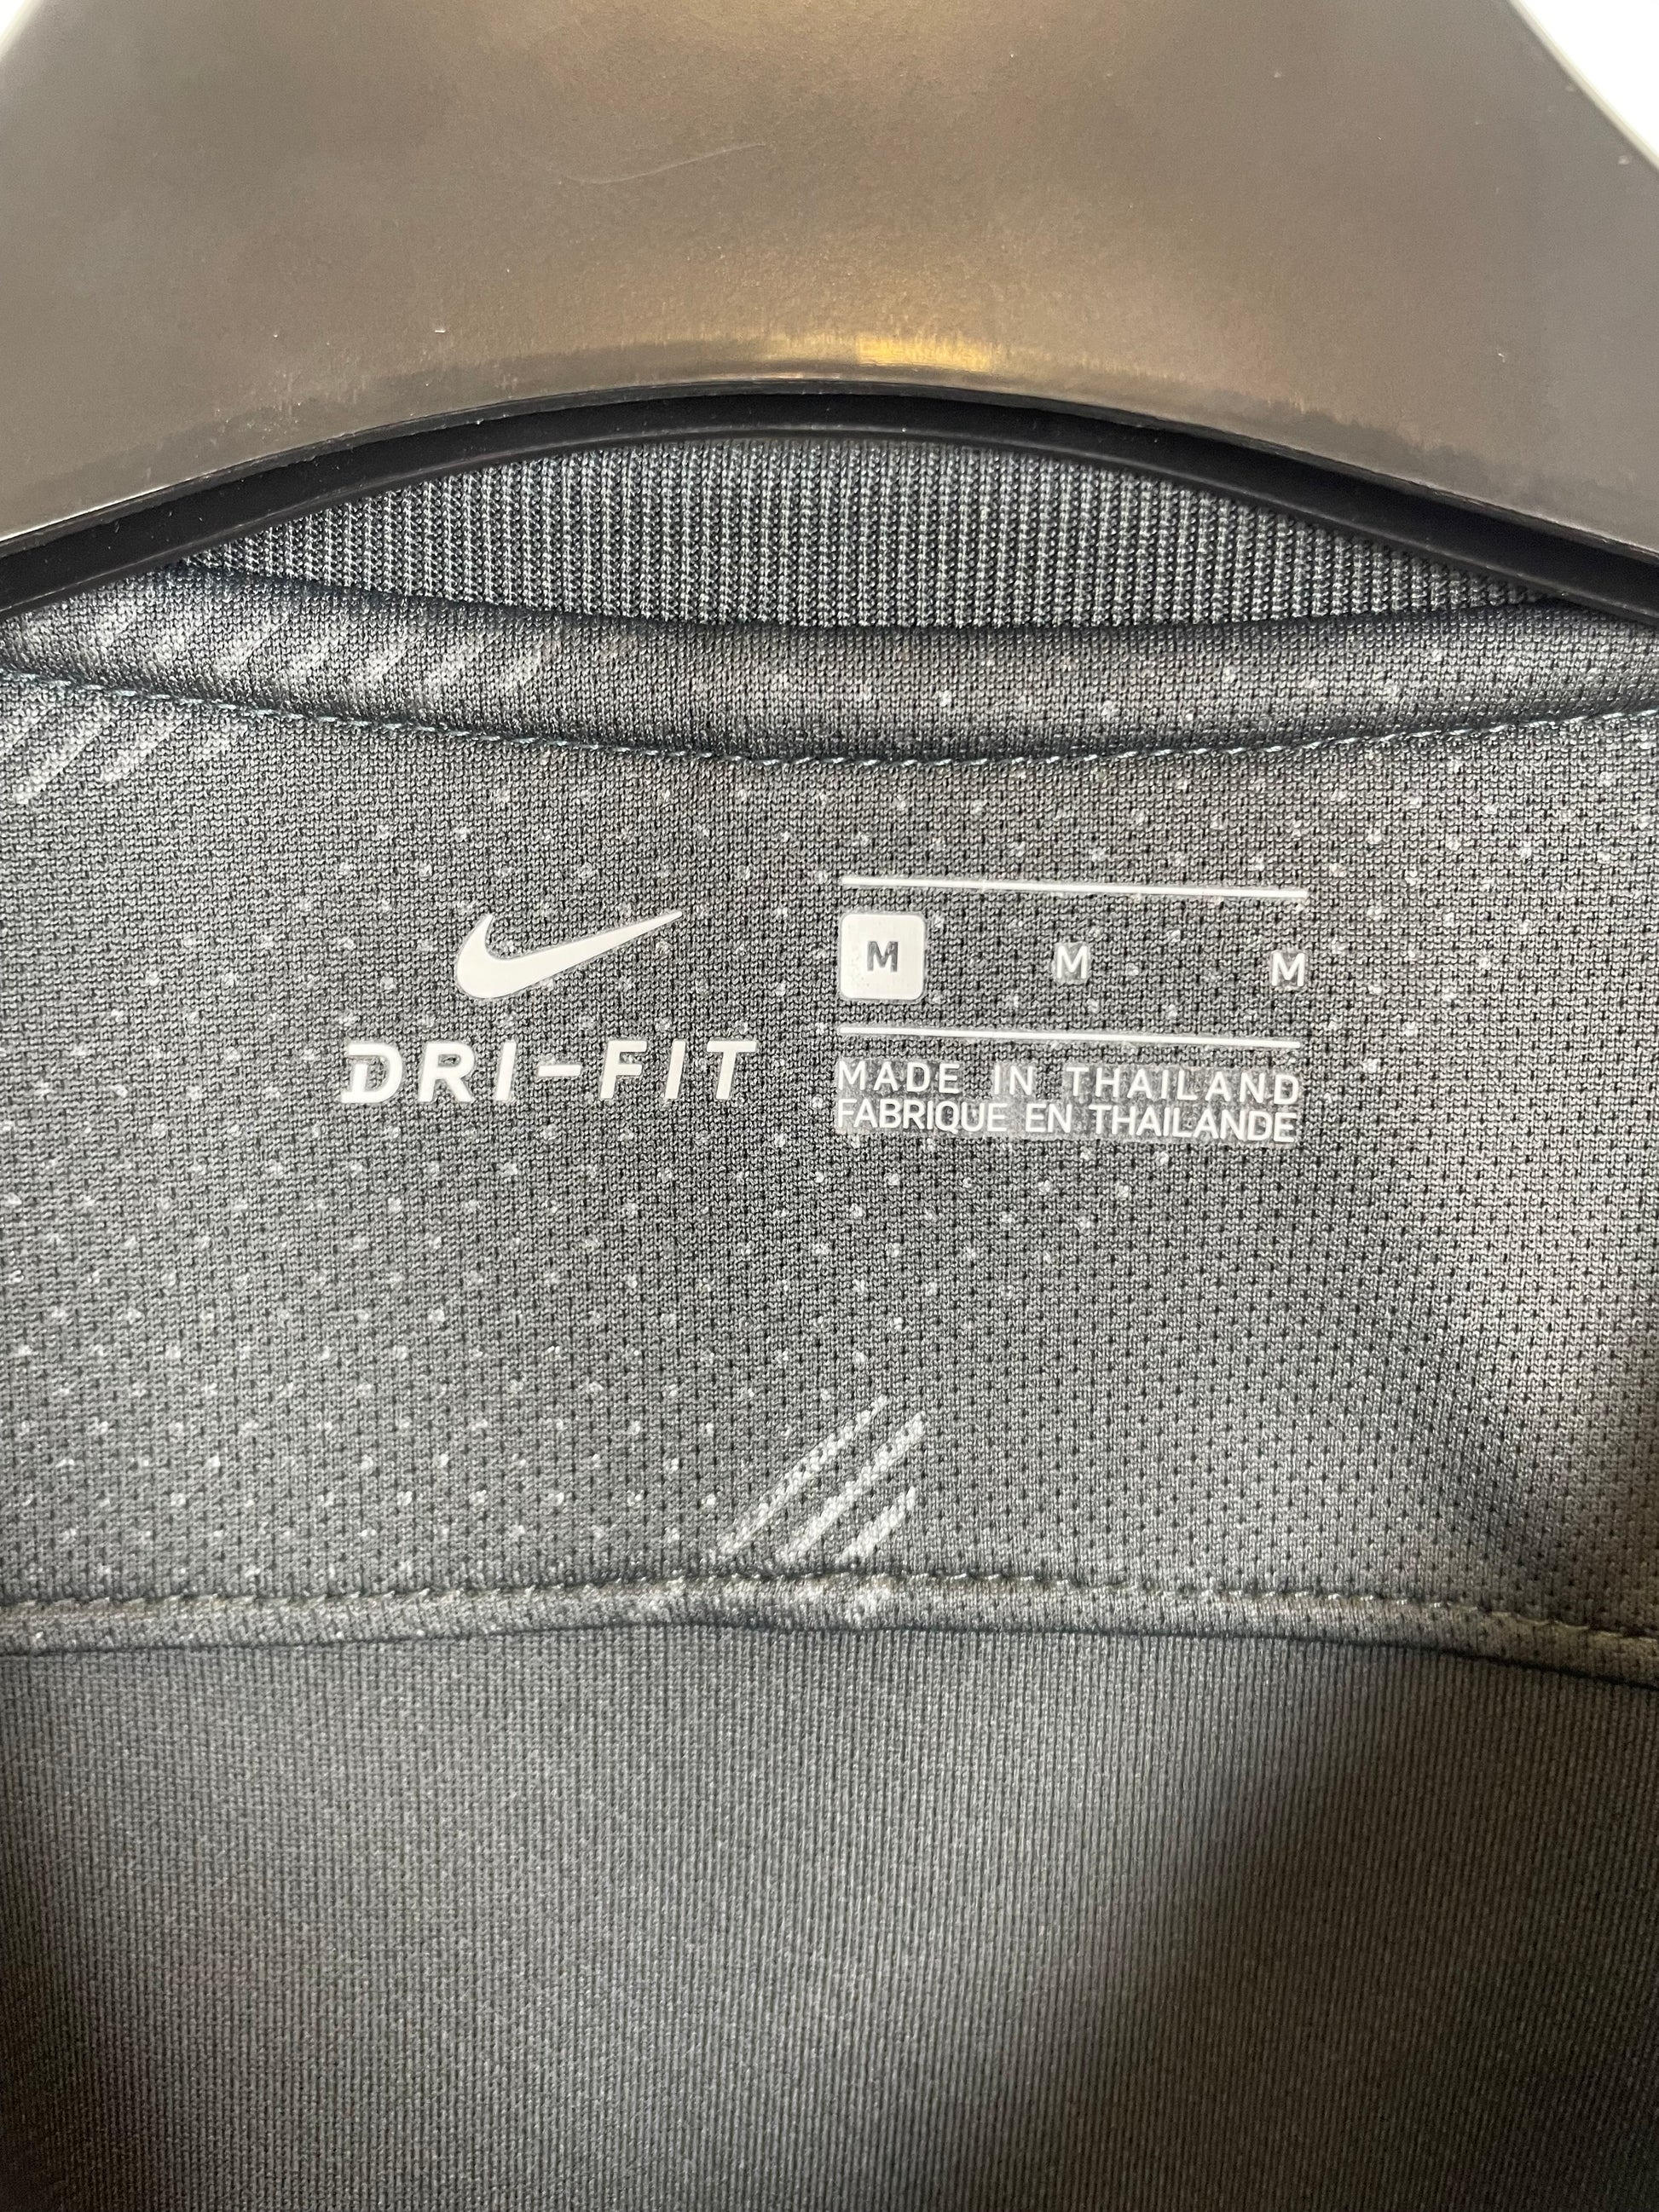 DRI-FIT
M M M
MADE IN THAILAND
FABRIQUE EN THAILANDE